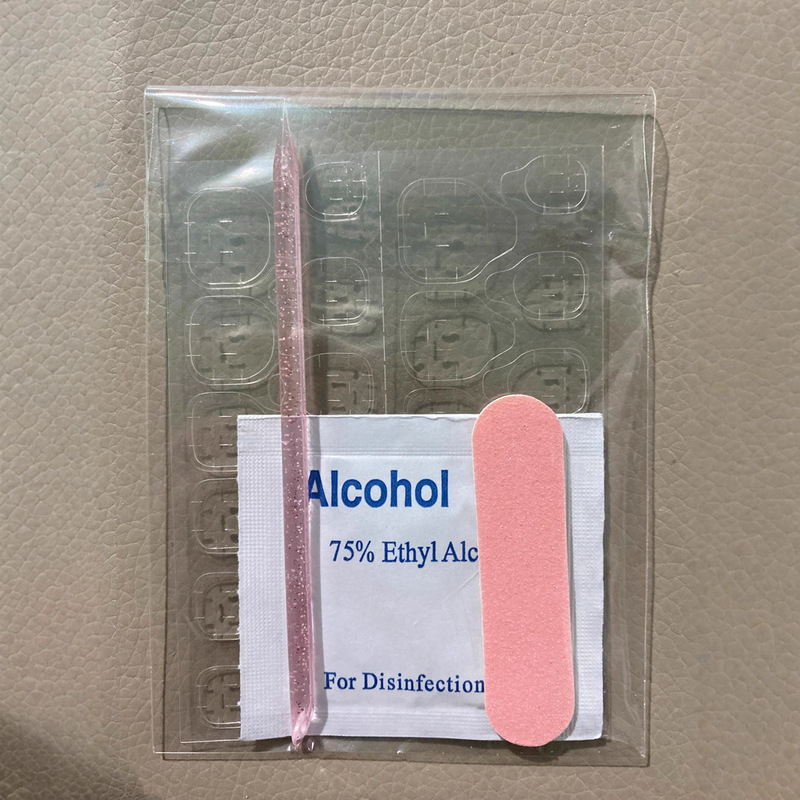 Alcohol
75% Ethyl Alc
For Disinfection